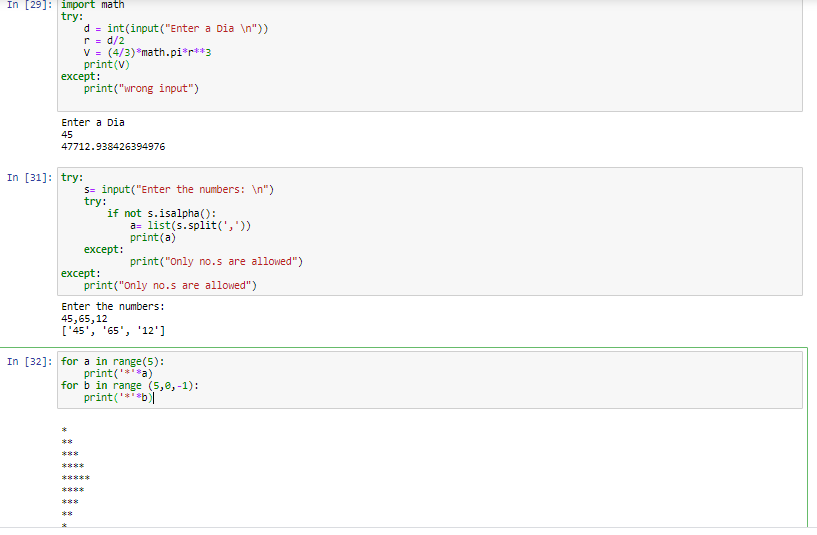 In [29]: import math
try:
    d = int(input("Enter a Dia \n"))
    r = d/2
    V = (4/3)*math.pi*r**3
    print(V)
except:
    print("wrong input")
Enter a Dia
45
47712.938426394976
In [31]: try:
    s= input("Enter the numbers: \n")
    try:
        if not s.isalpha():
            a= list(s.split(','))
            print(a)
    except:
            print("Only no.s are allowed")
except:
    print("Only no.s are allowed")
Enter the numbers:
45,65,12
['45', '65', '12']
In [32]: for a in range(5):
    print('*'*a)
for b in range (5,0,-1):
    print('*'*b)
*
**
***
****
*****
****
***
**
*